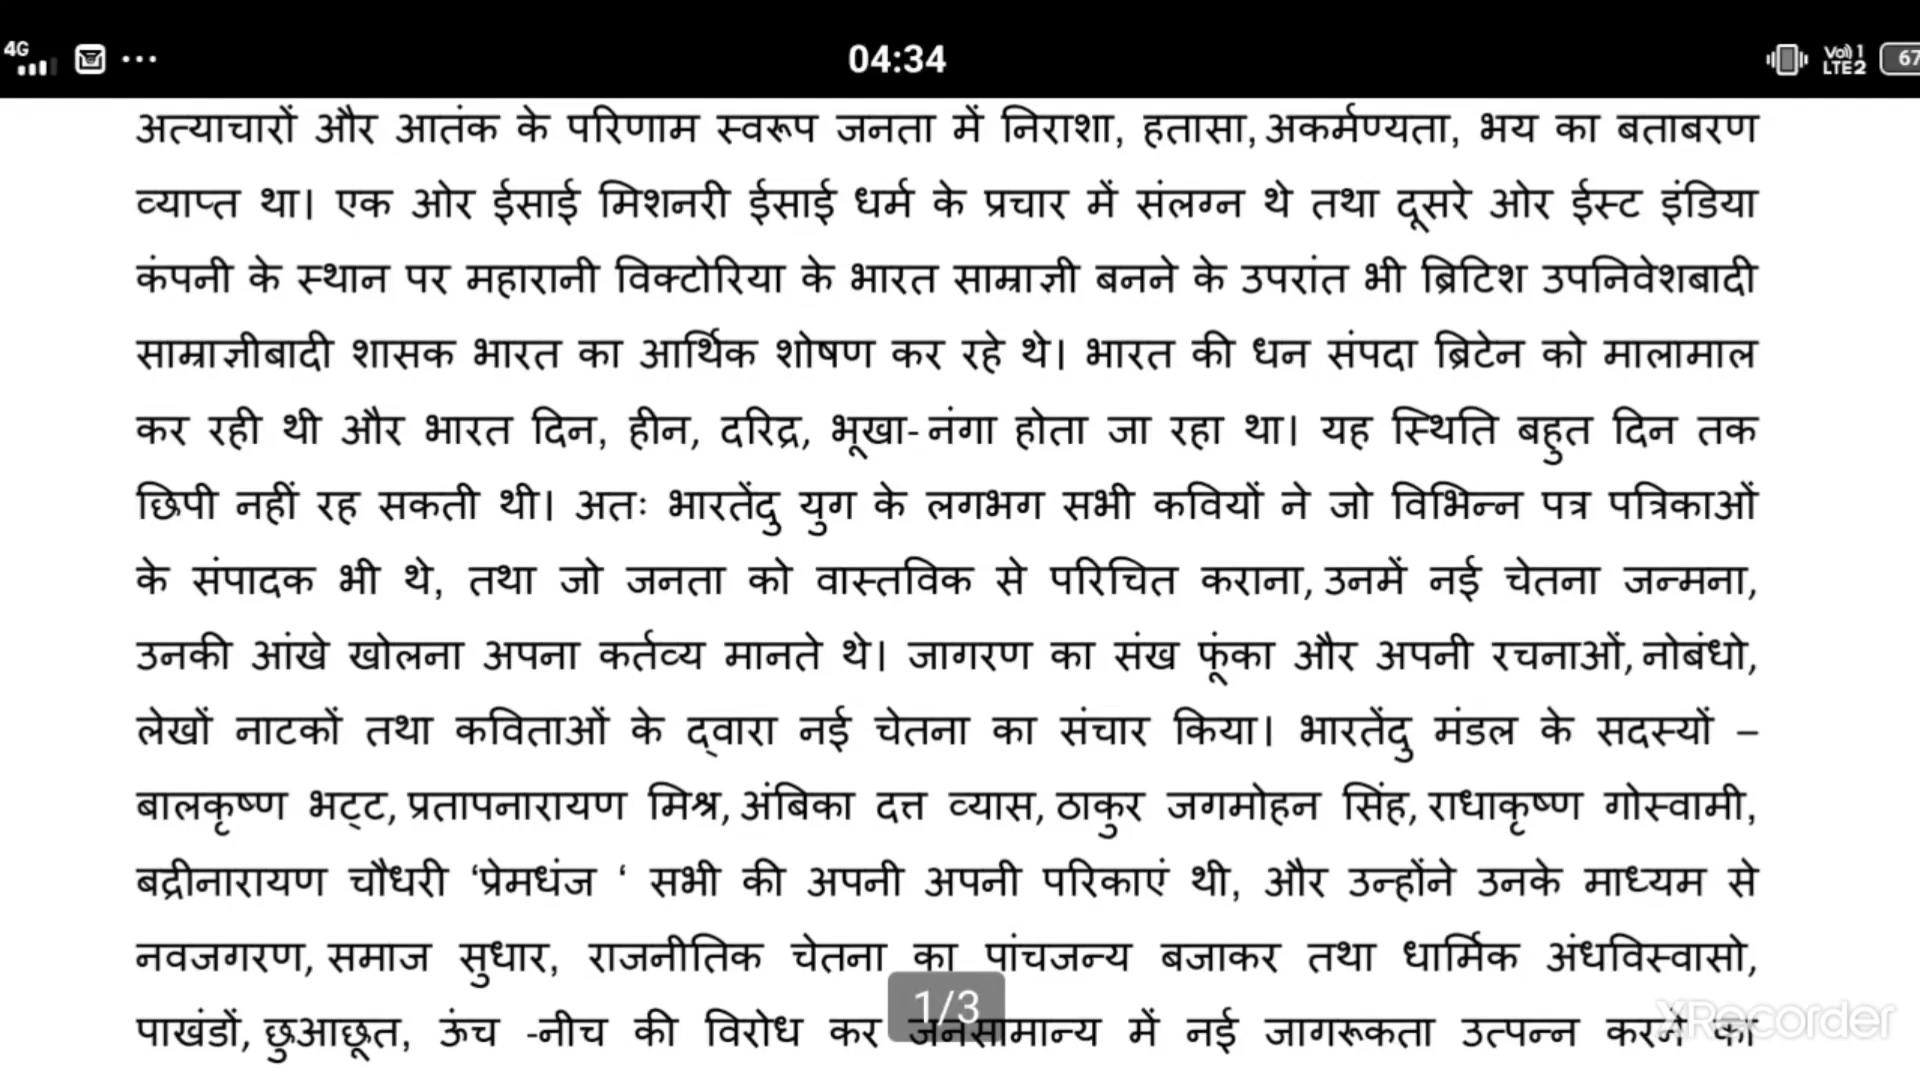 4G ... 04:34 Vo)) 1 LTE2 67
अत्याचारों और आतंक के परिणाम स्वरूप जनता में निराशा, हतासा, अकर्मण्यता, भय का बताबरण
व्याप्त था। एक ओर ईसाई मिशनरी ईसाई धर्म के प्रचार में संलग्न थे तथा दूसरे ओर ईस्ट इंडिया
कंपनी के स्थान पर महारानी विक्टोरिया के भारत साम्राज्ञी बनने के उपरांत भी ब्रिटिश उपनिवेशबादी
साम्राज्ञीबादी शासक भारत का आर्थिक शोषण कर रहे थे। भारत की धन संपदा ब्रिटेन को मालामाल
कर रही थी और भारत दिन, हीन, दरिद्र, भूखा- नंगा होता जा रहा था। यह स्थिति बहुत दिन तक
छिपी नहीं रह सकती थी। अतः भारतेंदु युग के लगभग सभी कवियों ने जो विभिन्न पत्र पत्रिकाओं
के संपादक भी थे, तथा जो जनता को वास्तविक से परिचित कराना, उनमें नई चेतना जन्मना,
उनकी आंखे खोलना अपना कर्तव्य मानते थे। जागरण का संख फूंका और अपनी रचनाओं, नोबंधो,
लेखों नाटकों तथा कविताओं के द्वारा नई चेतना का संचार किया। भारतेंदु मंडल के सदस्यों –
बालकृष्ण भट्ट, प्रतापनारायण मिश्र, अंबिका दत्त व्यास, ठाकुर जगमोहन सिंह, राधाकृष्ण गोस्वामी,
बद्रीनारायण चौधरी ‘प्रेमधंज ‘ सभी की अपनी अपनी परिकाएं थी, और उन्होंने उनके माध्यम से
नवजगरण, समाज सुधार, राजनीतिक चेतना का पांचजन्य बजाकर तथा धार्मिक अंधविस्वासो,
पाखंडों, छुआछूत, ऊंच -नीच की विरोध कर जनसामान्य में नई जागरूकता उत्पन्न करने का
1/3
XRecorder